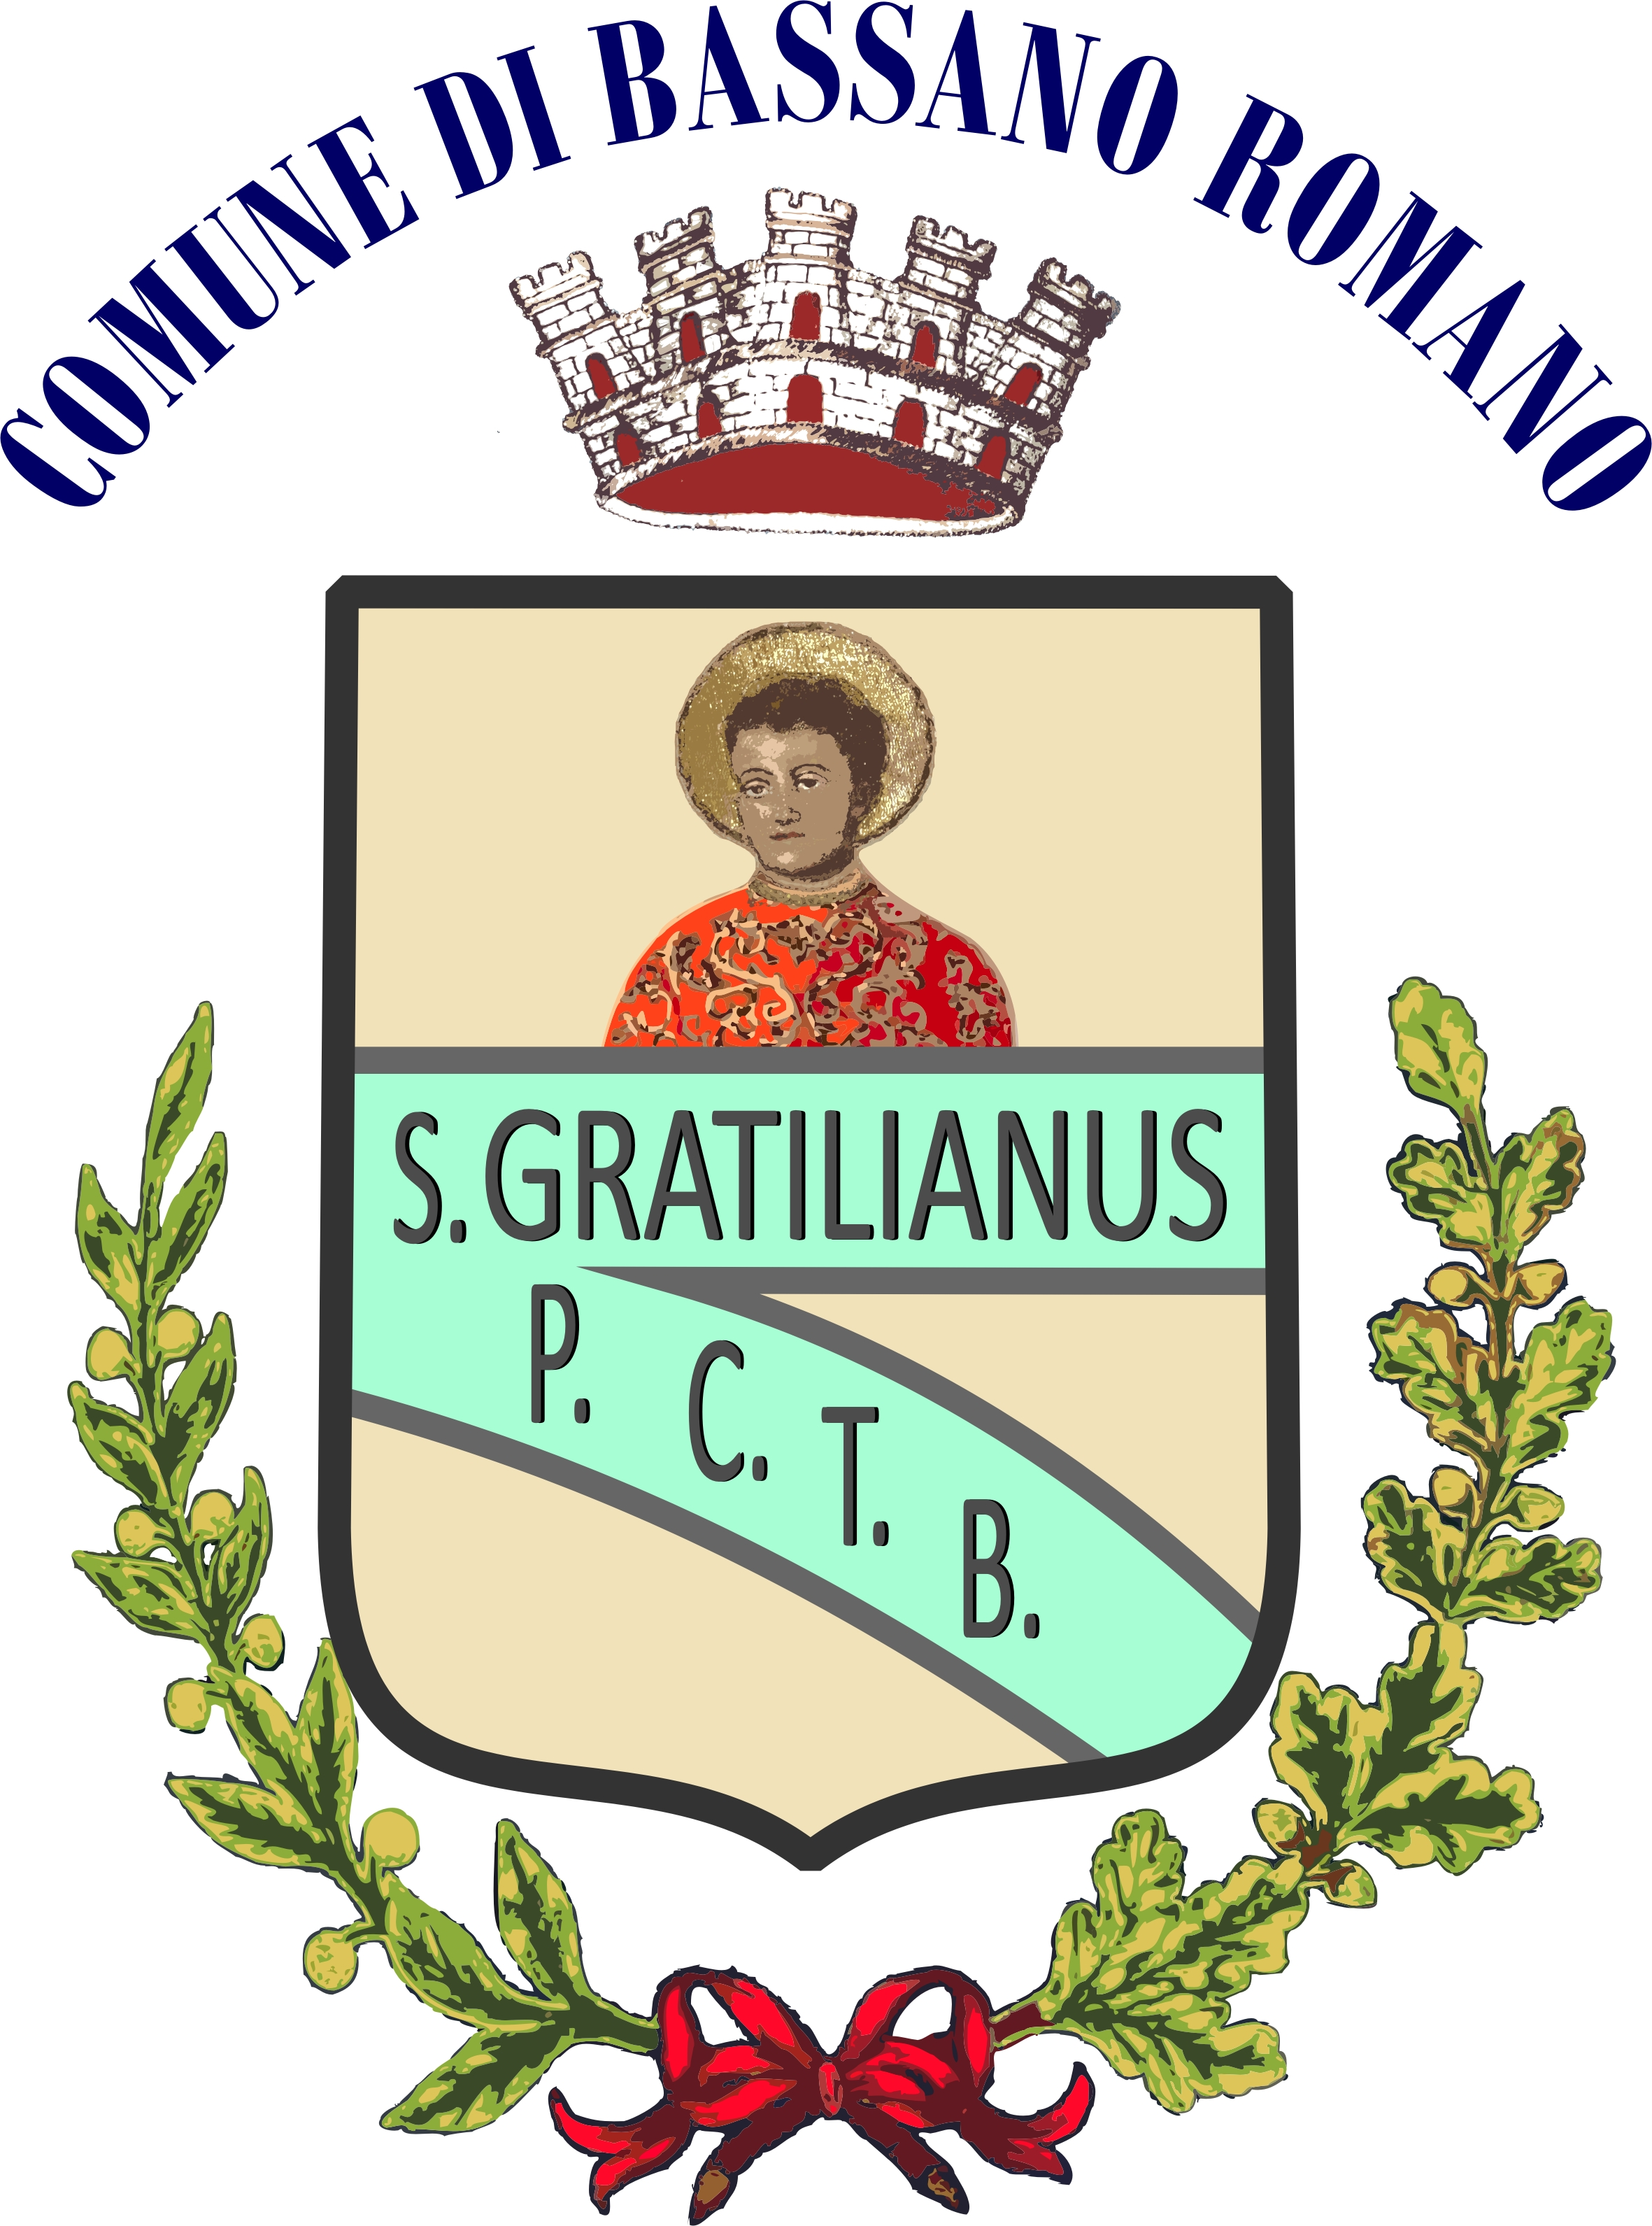 COMUNE DI BASSANO ROMANO
S. GRATILIANUS
P. C. T. B.